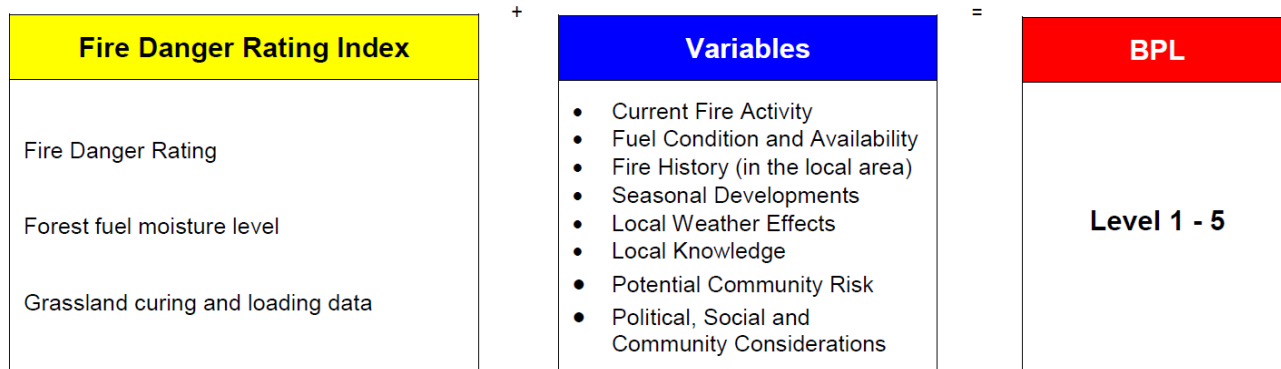 +
=
Fire Danger Rating Index
Fire Danger Rating
Forest fuel moisture level
Grassland curing and loading data
Variables
• Current Fire Activity
• Fuel Condition and Availability
• Fire History (in the local area)
• Seasonal Developments
• Local Weather Effects
• Local Knowledge
• Potential Community Risk
• Political, Social and
Community Considerations
BPL
Level 1 - 5